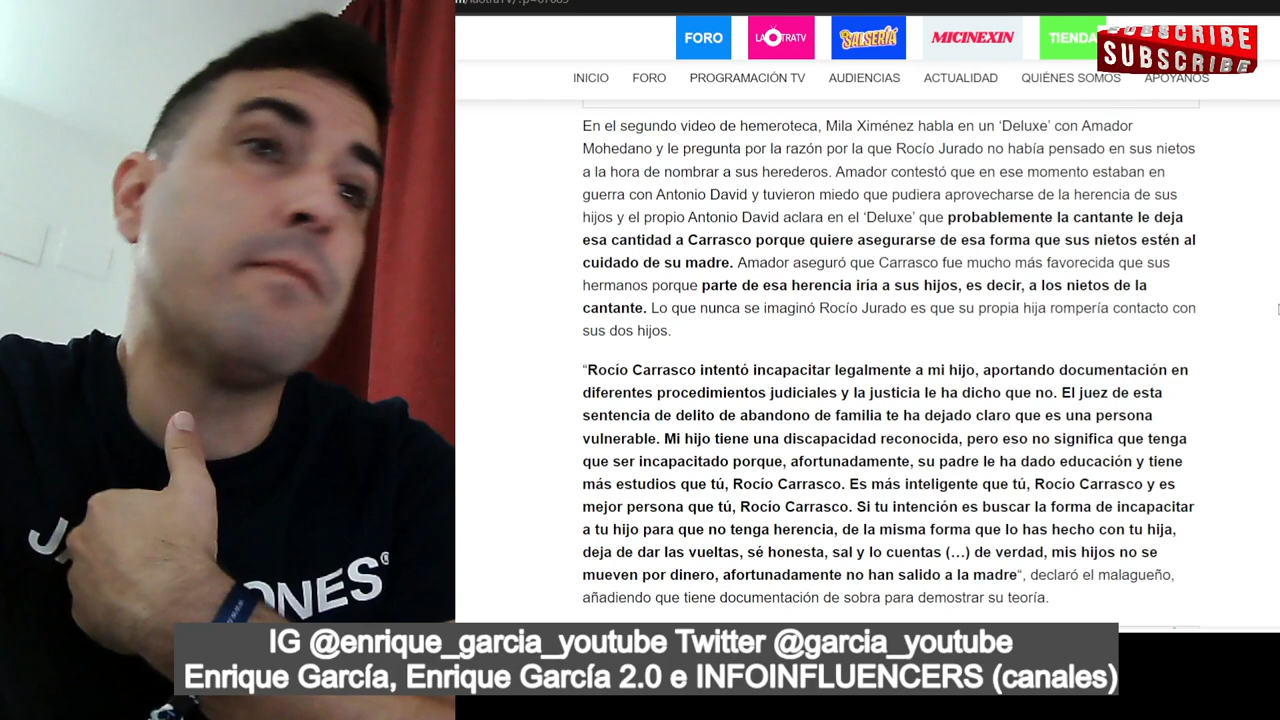 FORO
LA OTRATV
SALSERÍA
MICINEXIN
TIENDA
SUBSCRIBE
SUBSCRIBE
INICIO FORO PROGRAMACIÓN TV AUDIENCIAS ACTUALIDAD QUIÉNES SOMOS APÓYANOS
En el segundo video de hemeroteca, Mila Ximénez habla en un ‘Deluxe’ con Amador
Mohedano y le pregunta por la razón por la que Rocío Jurado no había pensado en sus nietos
a la hora de nombrar a sus herederos. Amador contestó que en ese momento estaban en
guerra con Antonio David y tuvieron miedo que pudiera aprovecharse de la herencia de sus
hijos y el propio Antonio David aclara en el ‘Deluxe’ que probablemente la cantante le deja
esa cantidad a Carrasco porque quiere asegurarse de esa forma que sus nietos estén al
cuidado de su madre. Amador aseguró que Carrasco fue mucho más favorecida que sus
hermanos porque parte de esa herencia iría a sus hijos, es decir, a los nietos de la
cantante. Lo que nunca se imaginó Rocío Jurado es que su propia hija rompería contacto con
sus dos hijos.
“Rocío Carrasco intentó incapacitar legalmente a mi hijo, aportando documentación en
diferentes procedimientos judiciales y la justicia le ha dicho que no. El juez de esta
sentencia de delito de abandono de familia te ha dejado claro que es una persona
vulnerable. Mi hijo tiene una discapacidad reconocida, pero eso no significa que tenga
que ser incapacitado porque, afortunadamente, su padre le ha dado educación y tiene
más estudios que tú, Rocío Carrasco. Es más inteligente que tú, Rocío Carrasco y es
mejor persona que tú, Rocío Carrasco. Si tu intención es buscar la forma de incapacitar
a tu hijo para que no tenga herencia, de la misma forma que lo has hecho con tu hija,
deja de dar las vueltas, sé honesta, sal y lo cuentas (…) de verdad, mis hijos no se
mueven por dinero, afortunadamente no han salido a la madre“, declaró el malagueño,
añadiendo que tiene documentación de sobra para demostrar su teoría.
IG @enrique_garcia_youtube Twitter @garcia_youtube
Enrique García, Enrique García 2.0 e INFOINFLUENCERS (canales)